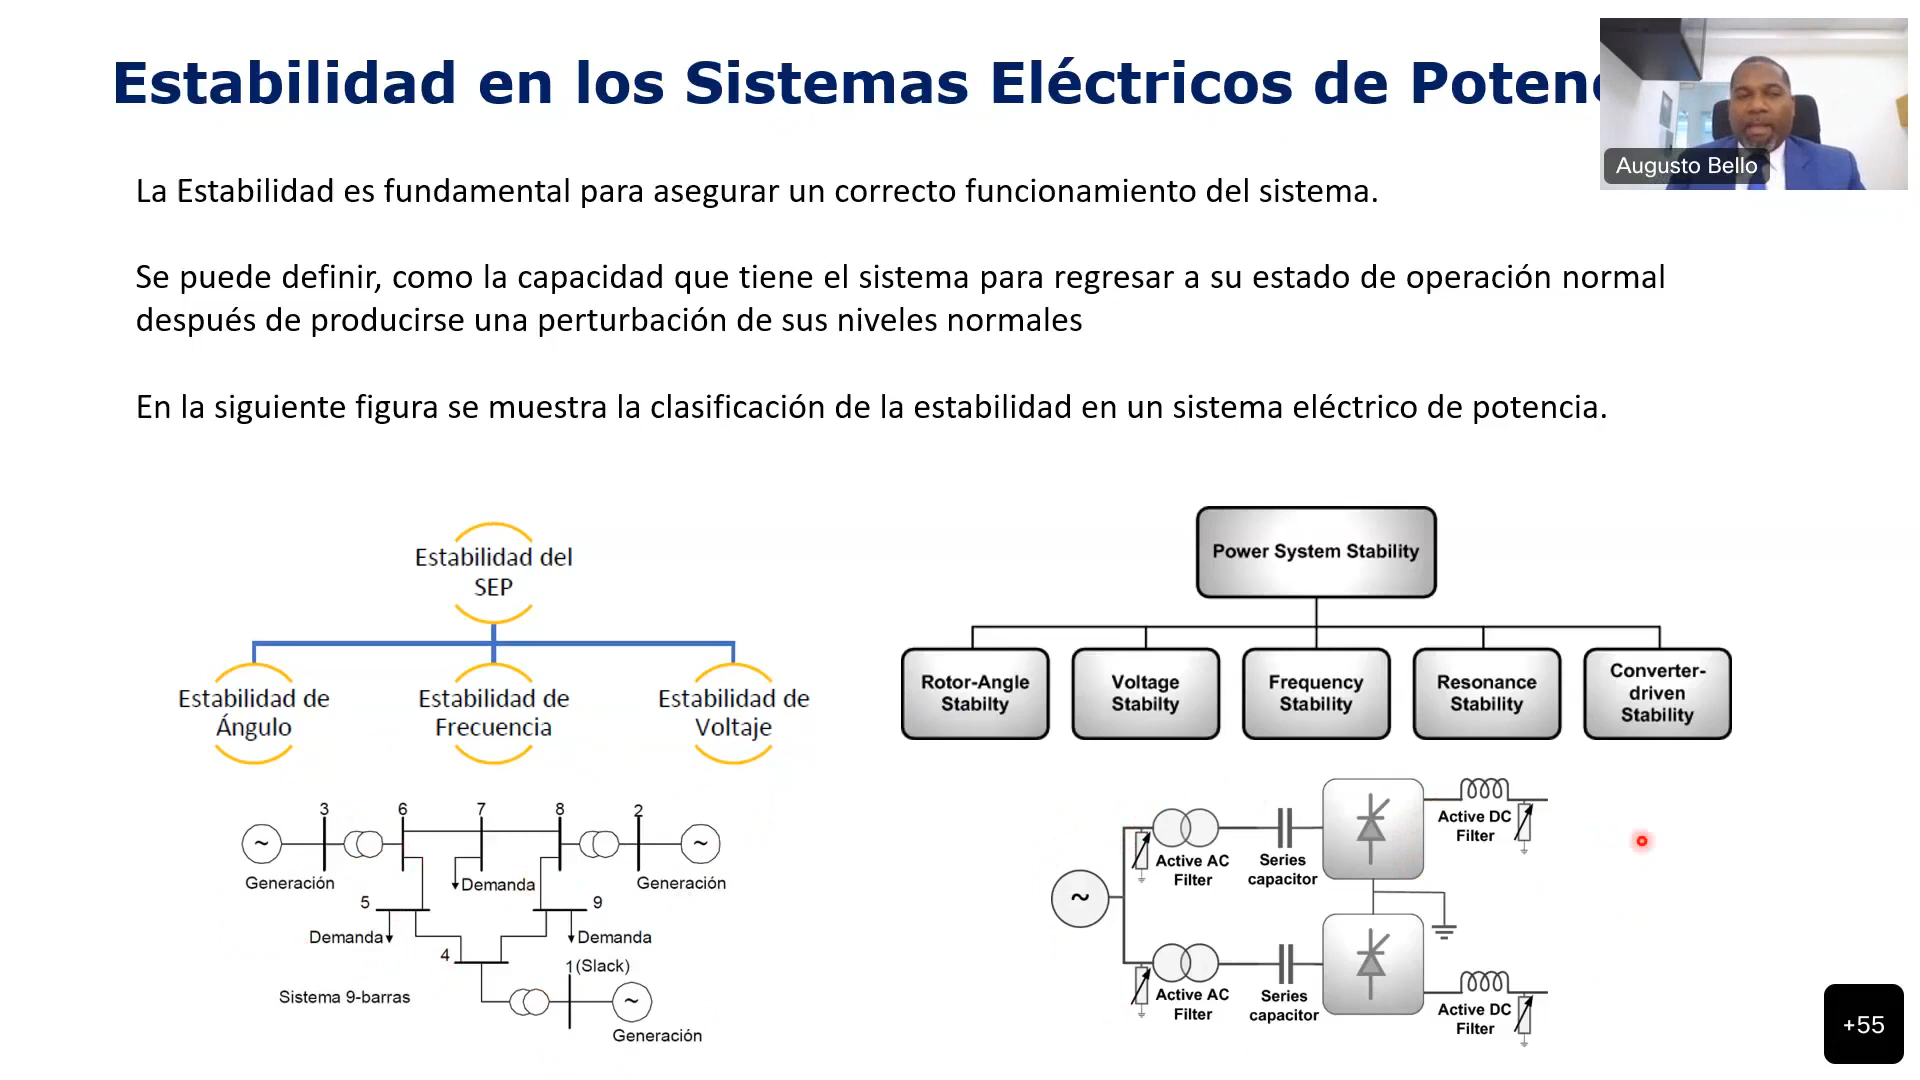 Estabilidad en los Sistemas Eléctricos de Poten
Augusto Bello
La Estabilidad es fundamental para asegurar un correcto funcionamiento del sistema.
Se puede definir, como la capacidad que tiene el sistema para regresar a su estado de operación normal
después de producirse una perturbación de sus niveles normales
En la siguiente figura se muestra la clasificación de la estabilidad en un sistema eléctrico de potencia.
Estabilidad del
SEP
Estabilidad de
Ángulo
Estabilidad de
Frecuencia
Estabilidad de
Voltaje
3
6
7
8
2
~
~
Generación
Demanda
Generación
5
9
Demanda
Demanda
4
1(Slack)
Sistema 9-barras
~
Generación
Power System Stability
Rotor-Angle
Stabilty
Voltage
Stabilty
Frequency
Stability
Resonance
Stability
Converter-
driven
Stability
Active AC
Filter
Series
capacitor
Active DC
Filter
~
Active AC
Filter
Series
capacitor
Active DC
Filter
+55